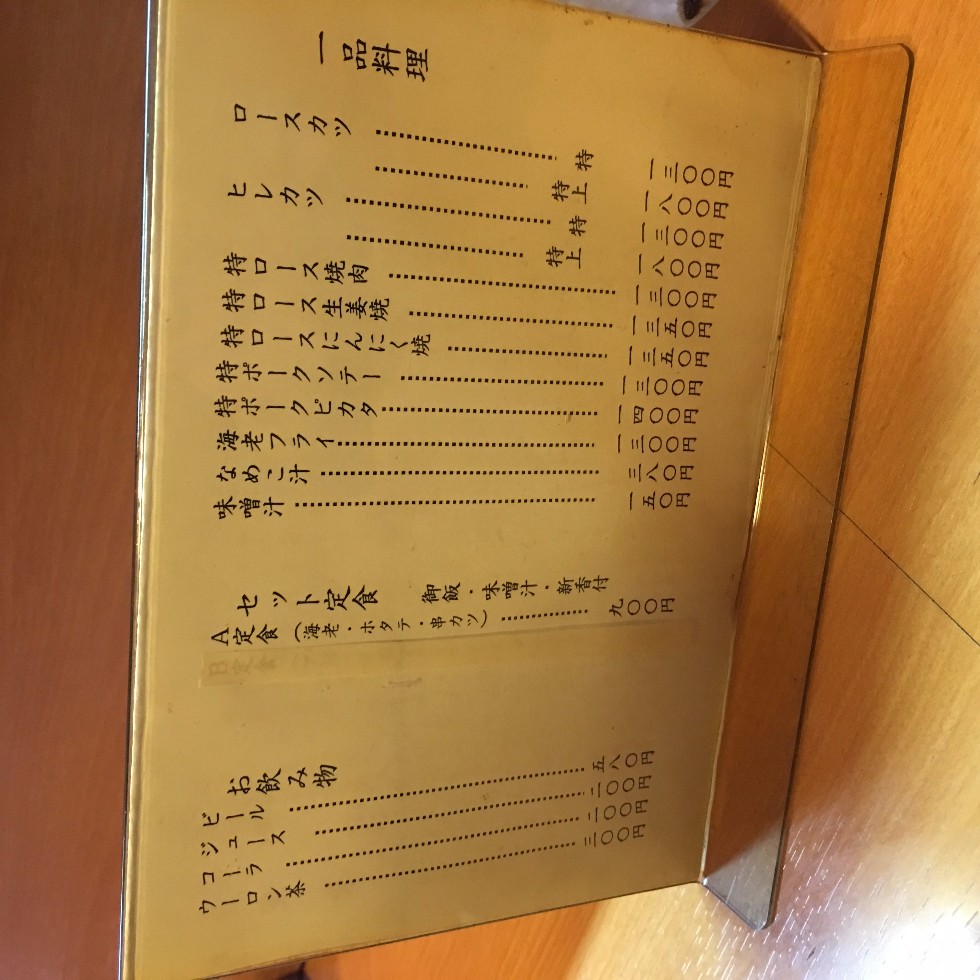 一品料理
ロースカツ 特 一三〇〇円
特上 一八〇〇円
ヒレカツ 特 一三〇〇円
特上 一八〇〇円
特ロース焼肉 一三〇〇円
特ロース生姜焼 一三五〇円
特ロースにんにく焼 一三五〇円
特ポークソテー 一三〇〇円
特ポークピカタ 一四〇〇円
海老フライ 一三〇〇円
なめこ汁 三八〇円
味噌汁 一五〇円
セット定食 御飯・味噌汁・新香付
A定食(海老・ホタテ・串カツ) 九〇〇円
B定食
お飲み物
ビール 五八〇円
ジュース 二〇〇円
コーラ 二〇〇円
ウーロン茶 三〇〇円